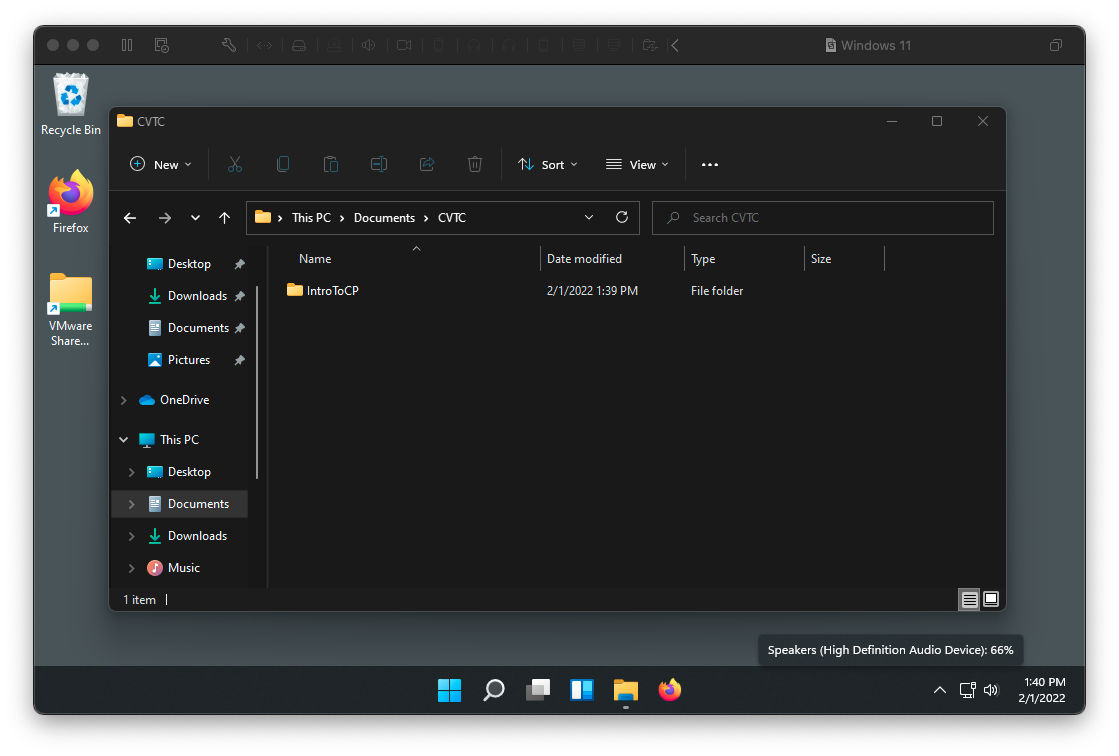 Windows 11
Recycle Bin
Firefox
VMware
Share...
CVTC
New
Sort
View
This PC
Documents
CVTC
Search CVTC
Name
Date modified
Type
Size
IntroToCP
2/1/2022 1:39 PM
File folder
Desktop
Downloads
Documents
Pictures
OneDrive
This PC
Desktop
Documents
Downloads
Music
1 item
Speakers (High Definition Audio Device): 66%
1:40 PM
2/1/2022